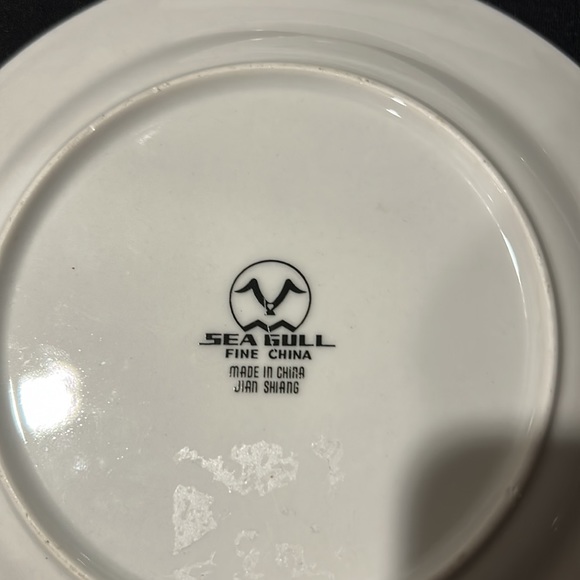 SEA GULL
FINE CHINA
MADE IN CHINA
JIAN SHIANG